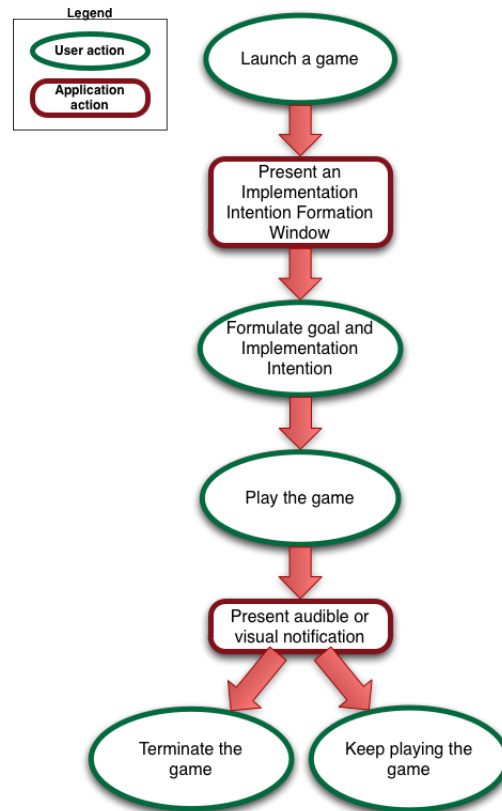 Legend
User action
Application
action
Launch a game
Present an
Implementation
Intention Formation
Window
Formulate goal and
Implementation
Intention
Play the game
Present audible or
visual notification
Terminate the
game
Keep playing the
game